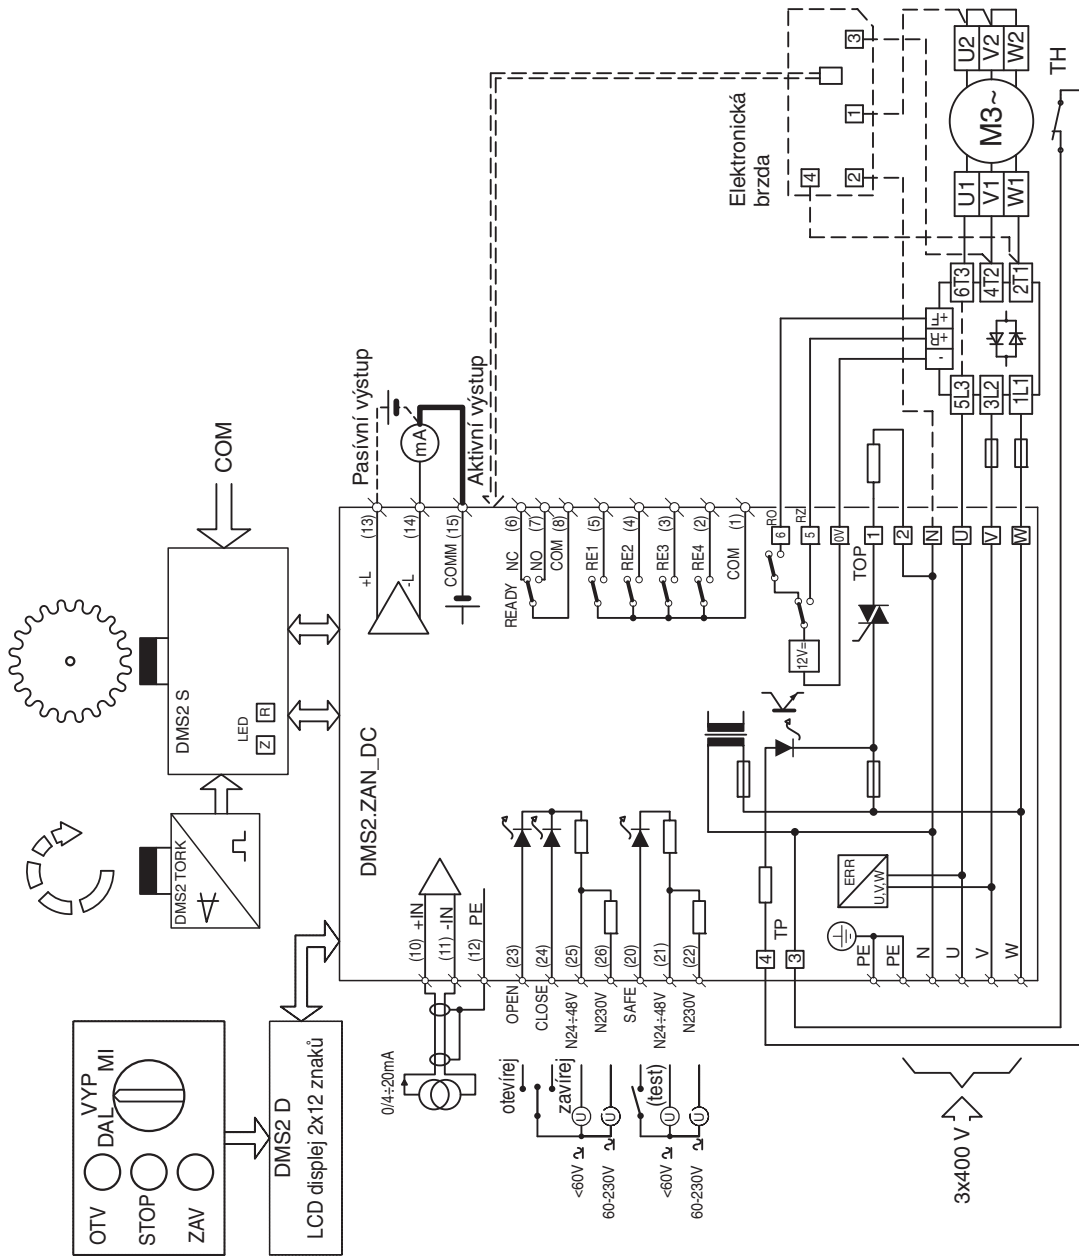 OTV
STOP
ZAV
DAL
VYP
MI
DMS2 D
LCD displej 2x12 znaků
DMS2 TORK
DMS2 S
LED
Z
R
COM
DMS2.ZAN_DC
0/4÷20mA
(10) +IN
(11) -IN
(12) PE
OPEN (23)
CLOSE (24)
N24÷48V (25)
N230V (26)
SAFE (20)
N24÷48V (21)
N230V (22)
otevírej
zavírej
<60V
U
60-230V
U
(test)
<60V
U
60-230V
U
3x400 V
4
3
TP
PE
PE
N
U
V
W
ERR
U,V,W
+L (13)
-L (14)
COMM (15)
READY
NC (6)
NO (7)
COM (8)
RE1 (5)
RE2 (4)
RE3 (3)
RE4 (2)
COM (1)
12V=
RO
6
RZ
5
0V
TOP
1
2
N
U
V
W
Pasívní výstup
mA
Aktivní výstup
Elektronická
brzda
4
2
1
3
+F
+R
-
5L3
3L2
1L1
6T3
4T2
2T1
U1
V1
W1
M3~
U2
V2
W2
TH